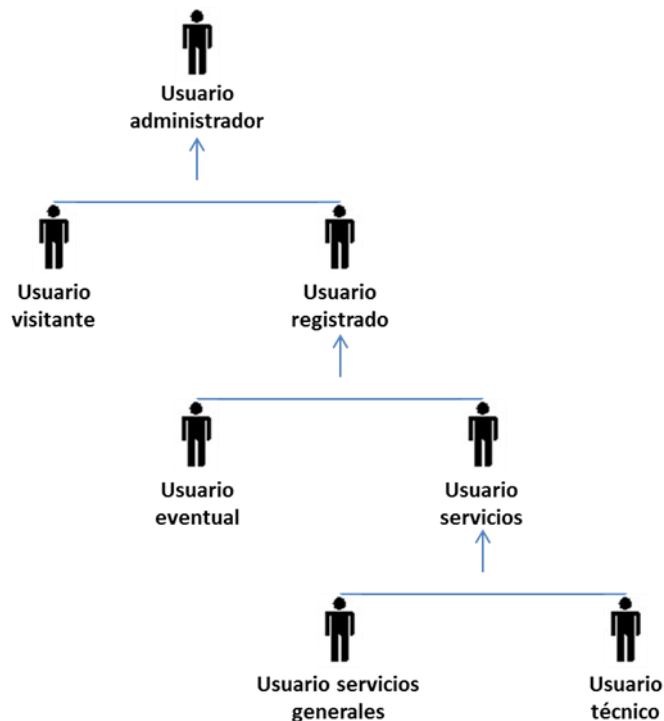 Usuario
administrador
Usuario
visitante
Usuario
registrado
Usuario
eventual
Usuario
servicios
Usuario servicios
generales
Usuario
técnico